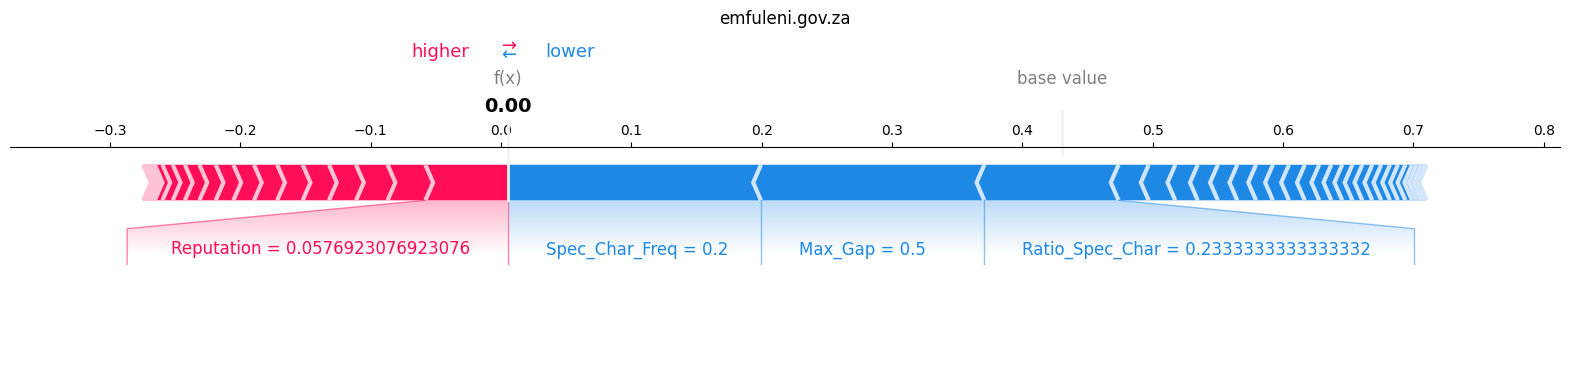 emfuleni.gov.za
higher ⇄ lower
f(x) base value
0.00
−0.3 −0.2 −0.1 0.0 0.1 0.2 0.3 0.4 0.5 0.6 0.7 0.8
Reputation = 0.0576923076923076 Spec_Char_Freq = 0.2 Max_Gap = 0.5 Ratio_Spec_Char = 0.2333333333333332